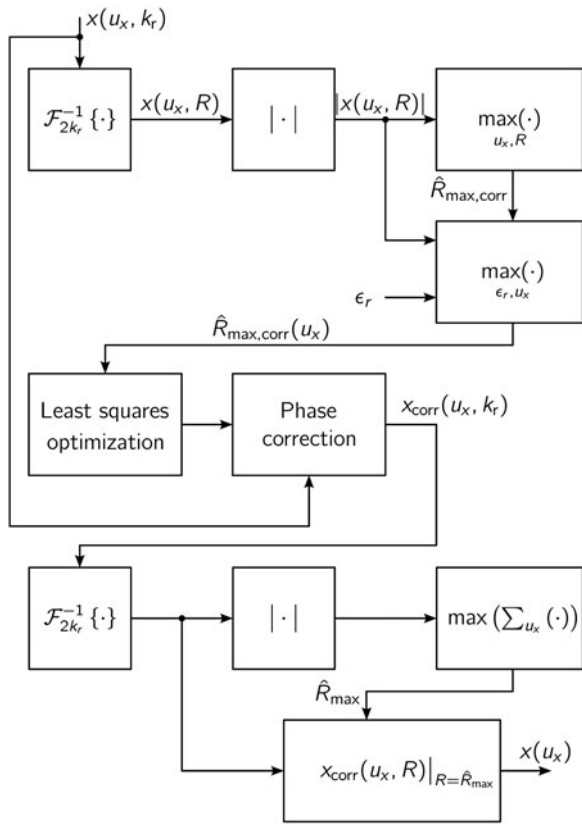 x(u_x, k_r)
F^{-1}_{2k_r} {·}
x(u_x, R)
|·|
|x(u_x, R)|
max(·)
u_x,R
R̂_max,corr
max(·)
ϵ_r,u_x
ϵ_r
R̂_max,corr(u_x)
Least squares
optimization
Phase
correction
x_corr(u_x, k_r)
F^{-1}_{2k_r} {·}
|·|
max (∑_{u_x} (·))
R̂_max
x_corr(u_x, R)|_{R=R̂_max}
x(u_x)